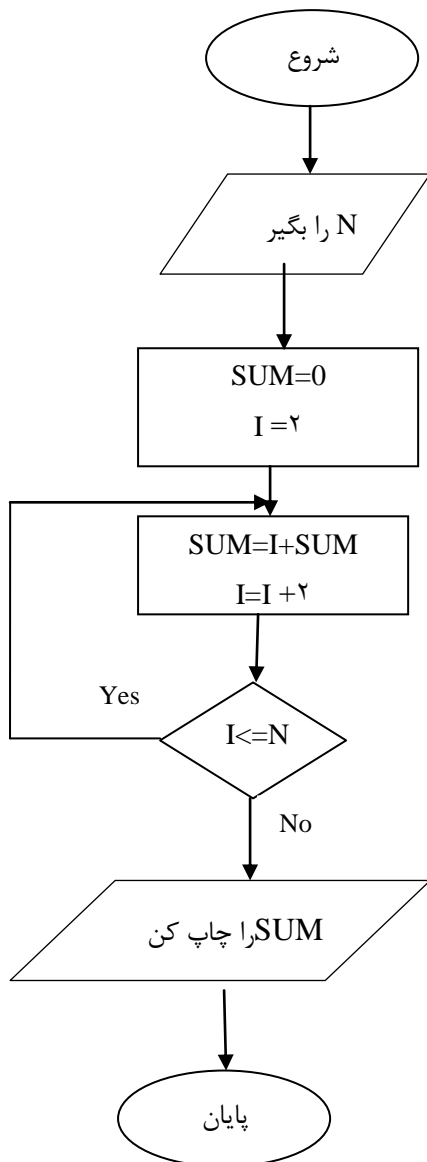 شروع
N را بگیر
SUM=0
I =۲
SUM=I+SUM
I=I +۲
Yes
I<=N
No
SUMرا چاپ کن
پایان